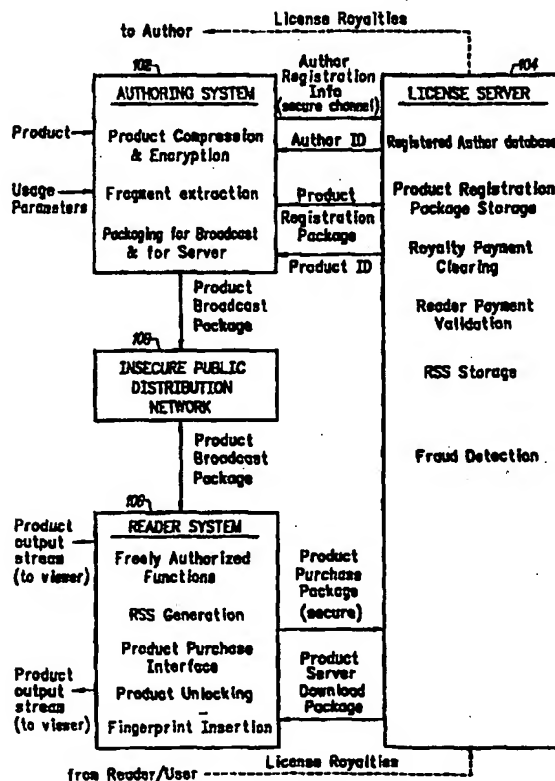 License Royalties
to Author
102
AUTHORING SYSTEM
Product Compression
& Encryption
Fragment extraction
Packaging for Broadcast
& for Server
Product
Usage
Parameters
Author
Registration
Info
(secure channel)
Author ID
Product
Registration
Package
Product ID
104
LICENSE SERVER
Registered Author database
Product Registration
Package Storage
Royalty Payment
Clearing
Reader Payment
Validation
RSS Storage
Fraud Detection
Product
Broadcast
Package
108
INSECURE PUBLIC
DISTRIBUTION
NETWORK
Product
Broadcast
Package
106
READER SYSTEM
Freely Authorized
Functions
RSS Generation
Product Purchase
Interface
Product Unlocking
Fingerprint Insertion
Product
output
stream
(to viewer)
Product
output
stream
(to viewer)
Product
Purchase
Package
(secure)
Product
Server
Download
Package
License Royalties
from Reader/User